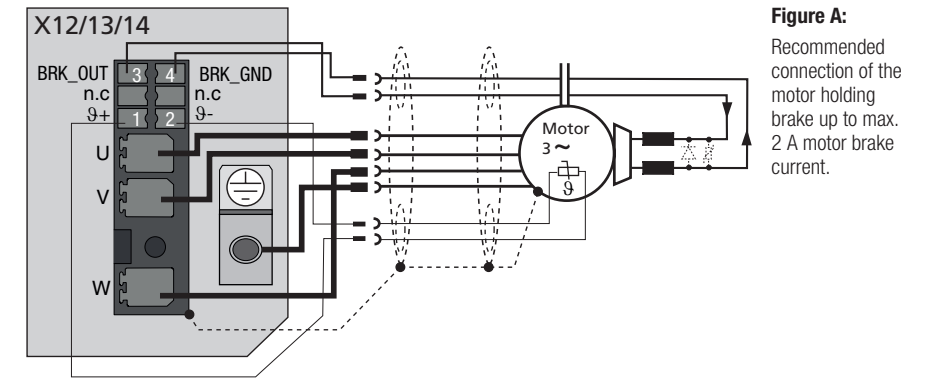 X12/13/14
BRK_OUT 3 4 BRK_GND
n.c n.c
ϑ+ 1 2 ϑ-
U
V
W
Motor
3 ~
ϑ
Figure A:
Recommended
connection of the
motor holding
brake up to max.
2 A motor brake
current.